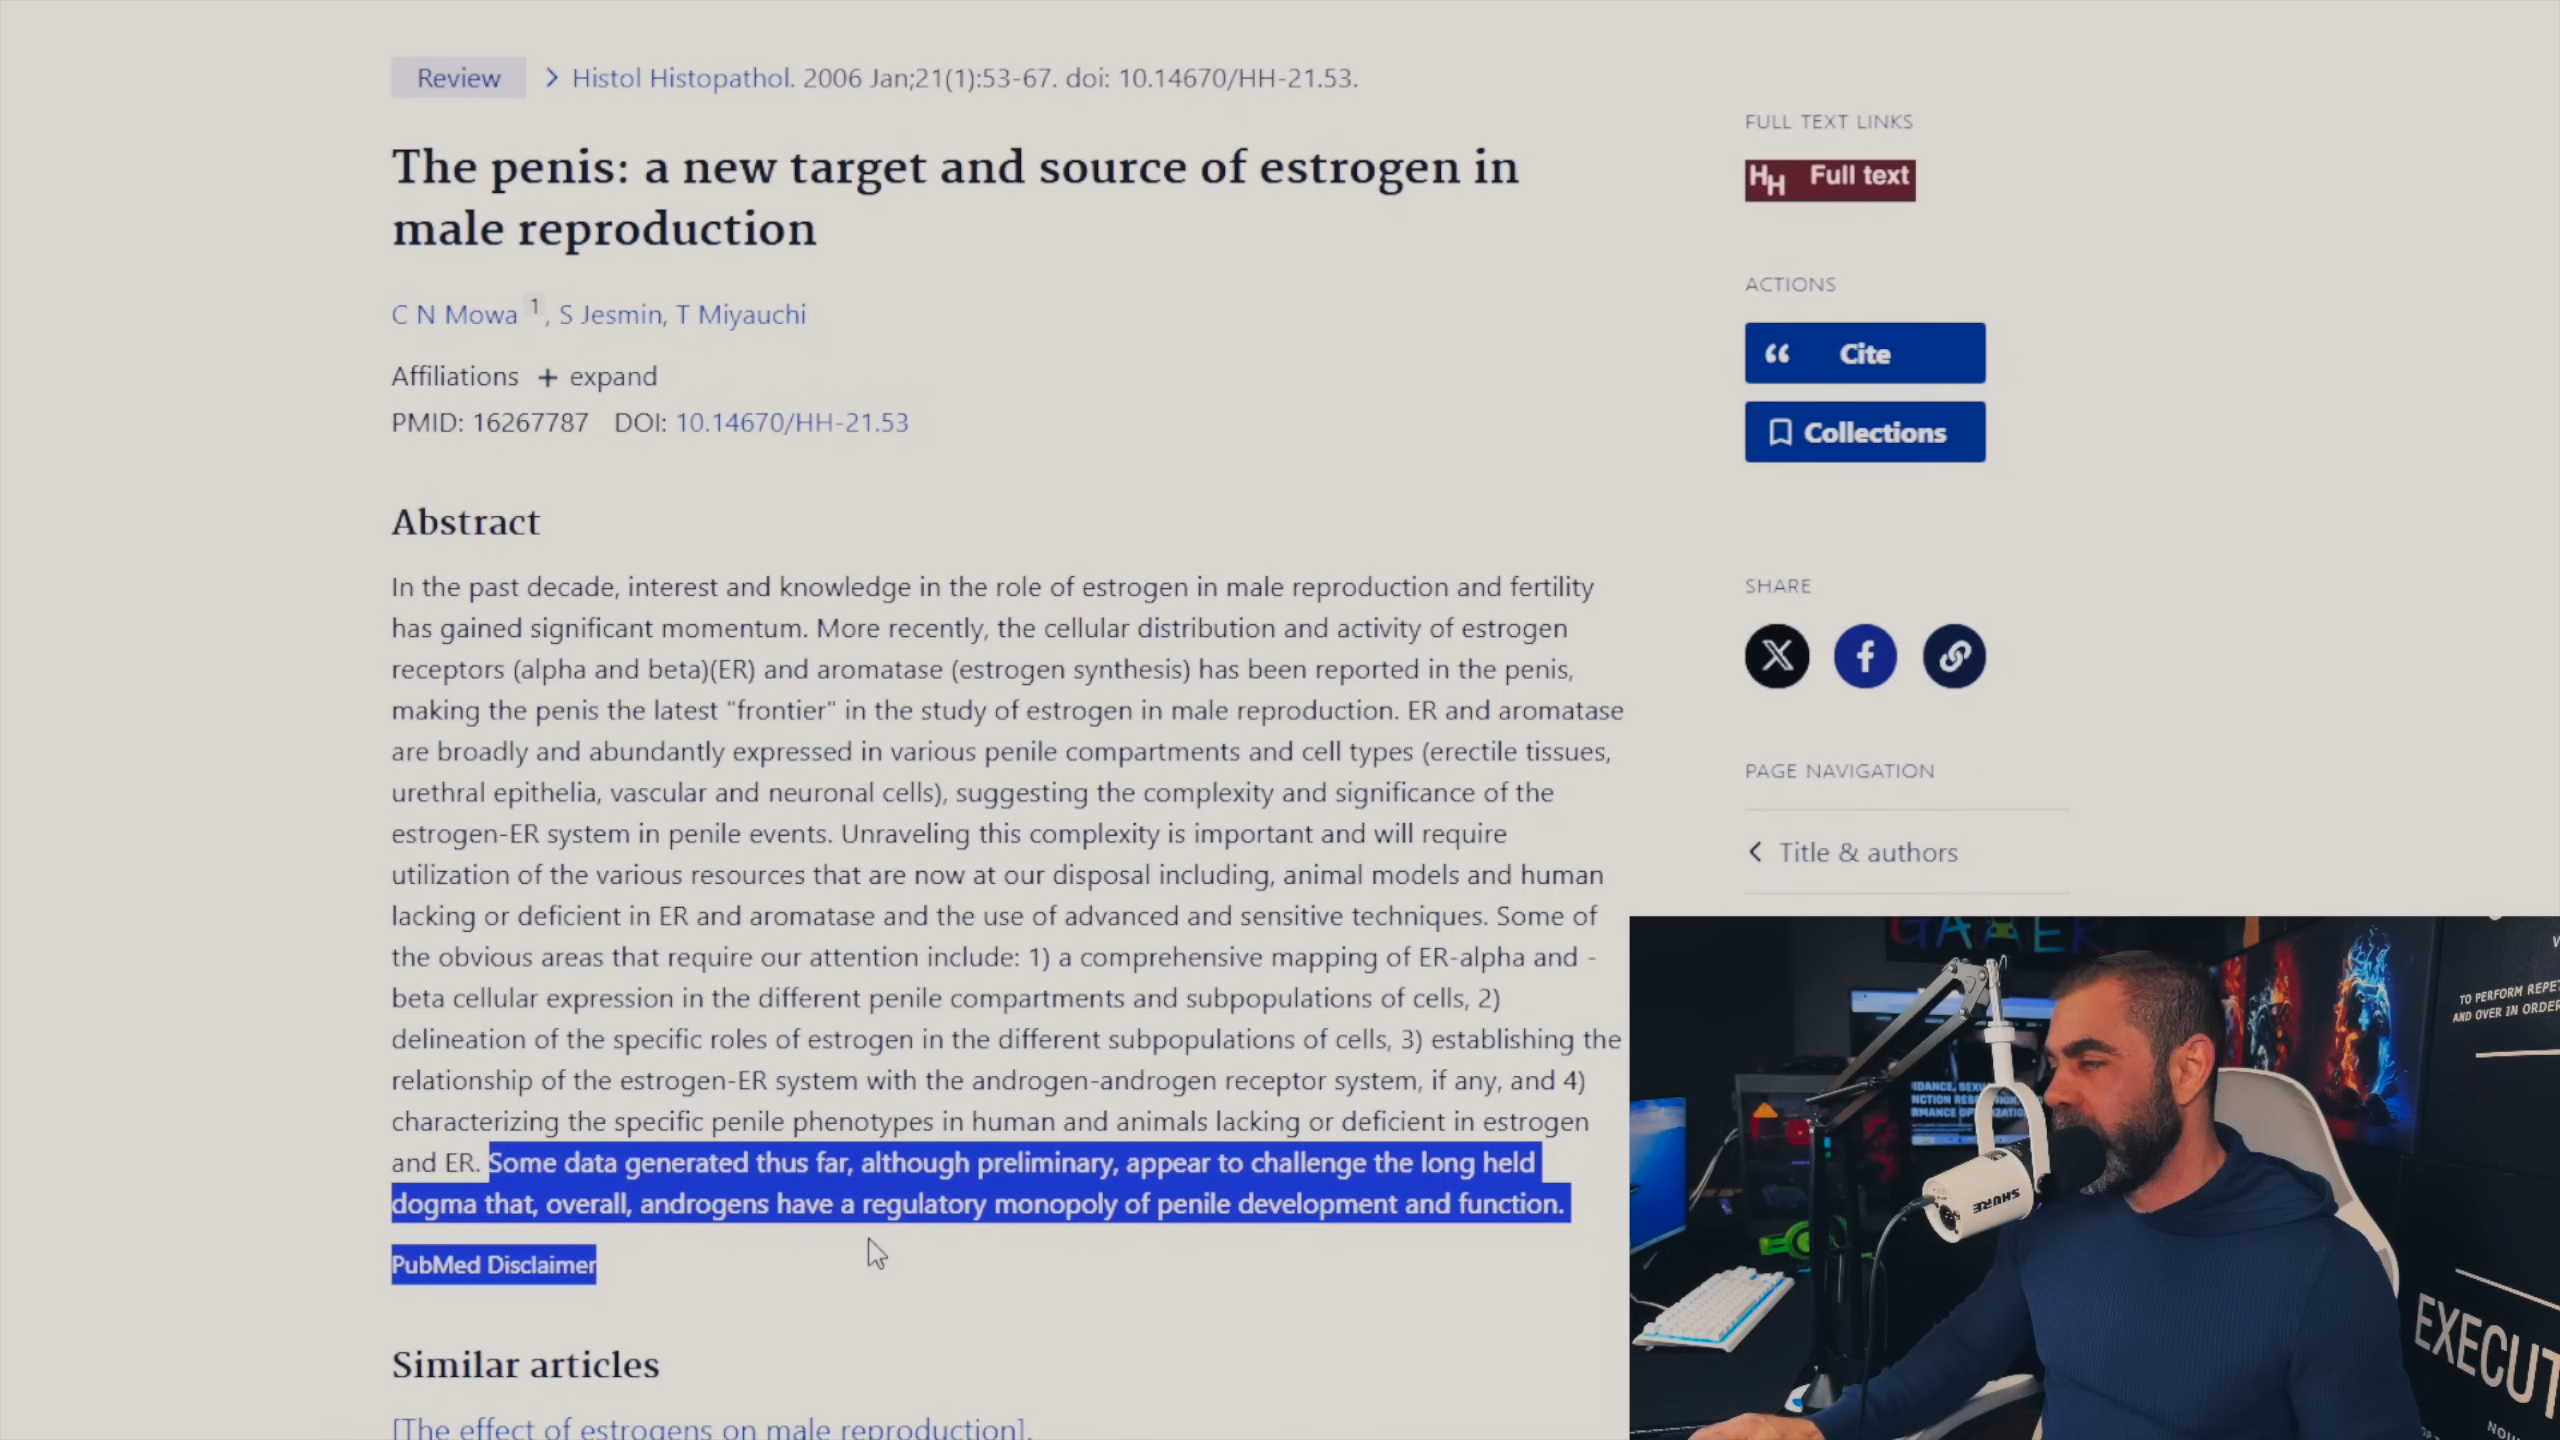 Review > Histol Histopathol. 2006 Jan;21(1):53-67. doi: 10.14670/HH-21.53.
The penis: a new target and source of estrogen in
male reproduction
C N Mowa 1, S Jesmin, T Miyauchi
Affiliations + expand
PMID: 16267787 DOI: 10.14670/HH-21.53
Abstract
In the past decade, interest and knowledge in the role of estrogen in male reproduction and fertility
has gained significant momentum. More recently, the cellular distribution and activity of estrogen
receptors (alpha and beta)(ER) and aromatase (estrogen synthesis) has been reported in the penis,
making the penis the latest "frontier" in the study of estrogen in male reproduction. ER and aromatase
are broadly and abundantly expressed in various penile compartments and cell types (erectile tissues,
urethral epithelia, vascular and neuronal cells), suggesting the complexity and significance of the
estrogen-ER system in penile events. Unraveling this complexity is important and will require
utilization of the various resources that are now at our disposal including, animal models and human
lacking or deficient in ER and aromatase and the use of advanced and sensitive techniques. Some of
the obvious areas that require our attention include: 1) a comprehensive mapping of ER-alpha and -
beta cellular expression in the different penile compartments and subpopulations of cells, 2)
delineation of the specific roles of estrogen in the different subpopulations of cells, 3) establishing the
relationship of the estrogen-ER system with the androgen-androgen receptor system, if any, and 4)
characterizing the specific penile phenotypes in human and animals lacking or deficient in estrogen
and ER. Some data generated thus far, although preliminary, appear to challenge the long held
dogma that, overall, androgens have a regulatory monopoly of penile development and function.
PubMed Disclaimer
Similar articles
[The effect of estrogens on male reproduction].
FULL TEXT LINKS
HH Full text
ACTIONS
Cite
Collections
SHARE
PAGE NAVIGATION
Title & authors
GAMER
TO PERFORM REPE
AND OVER IN ORDER
SHURE
EXECUT